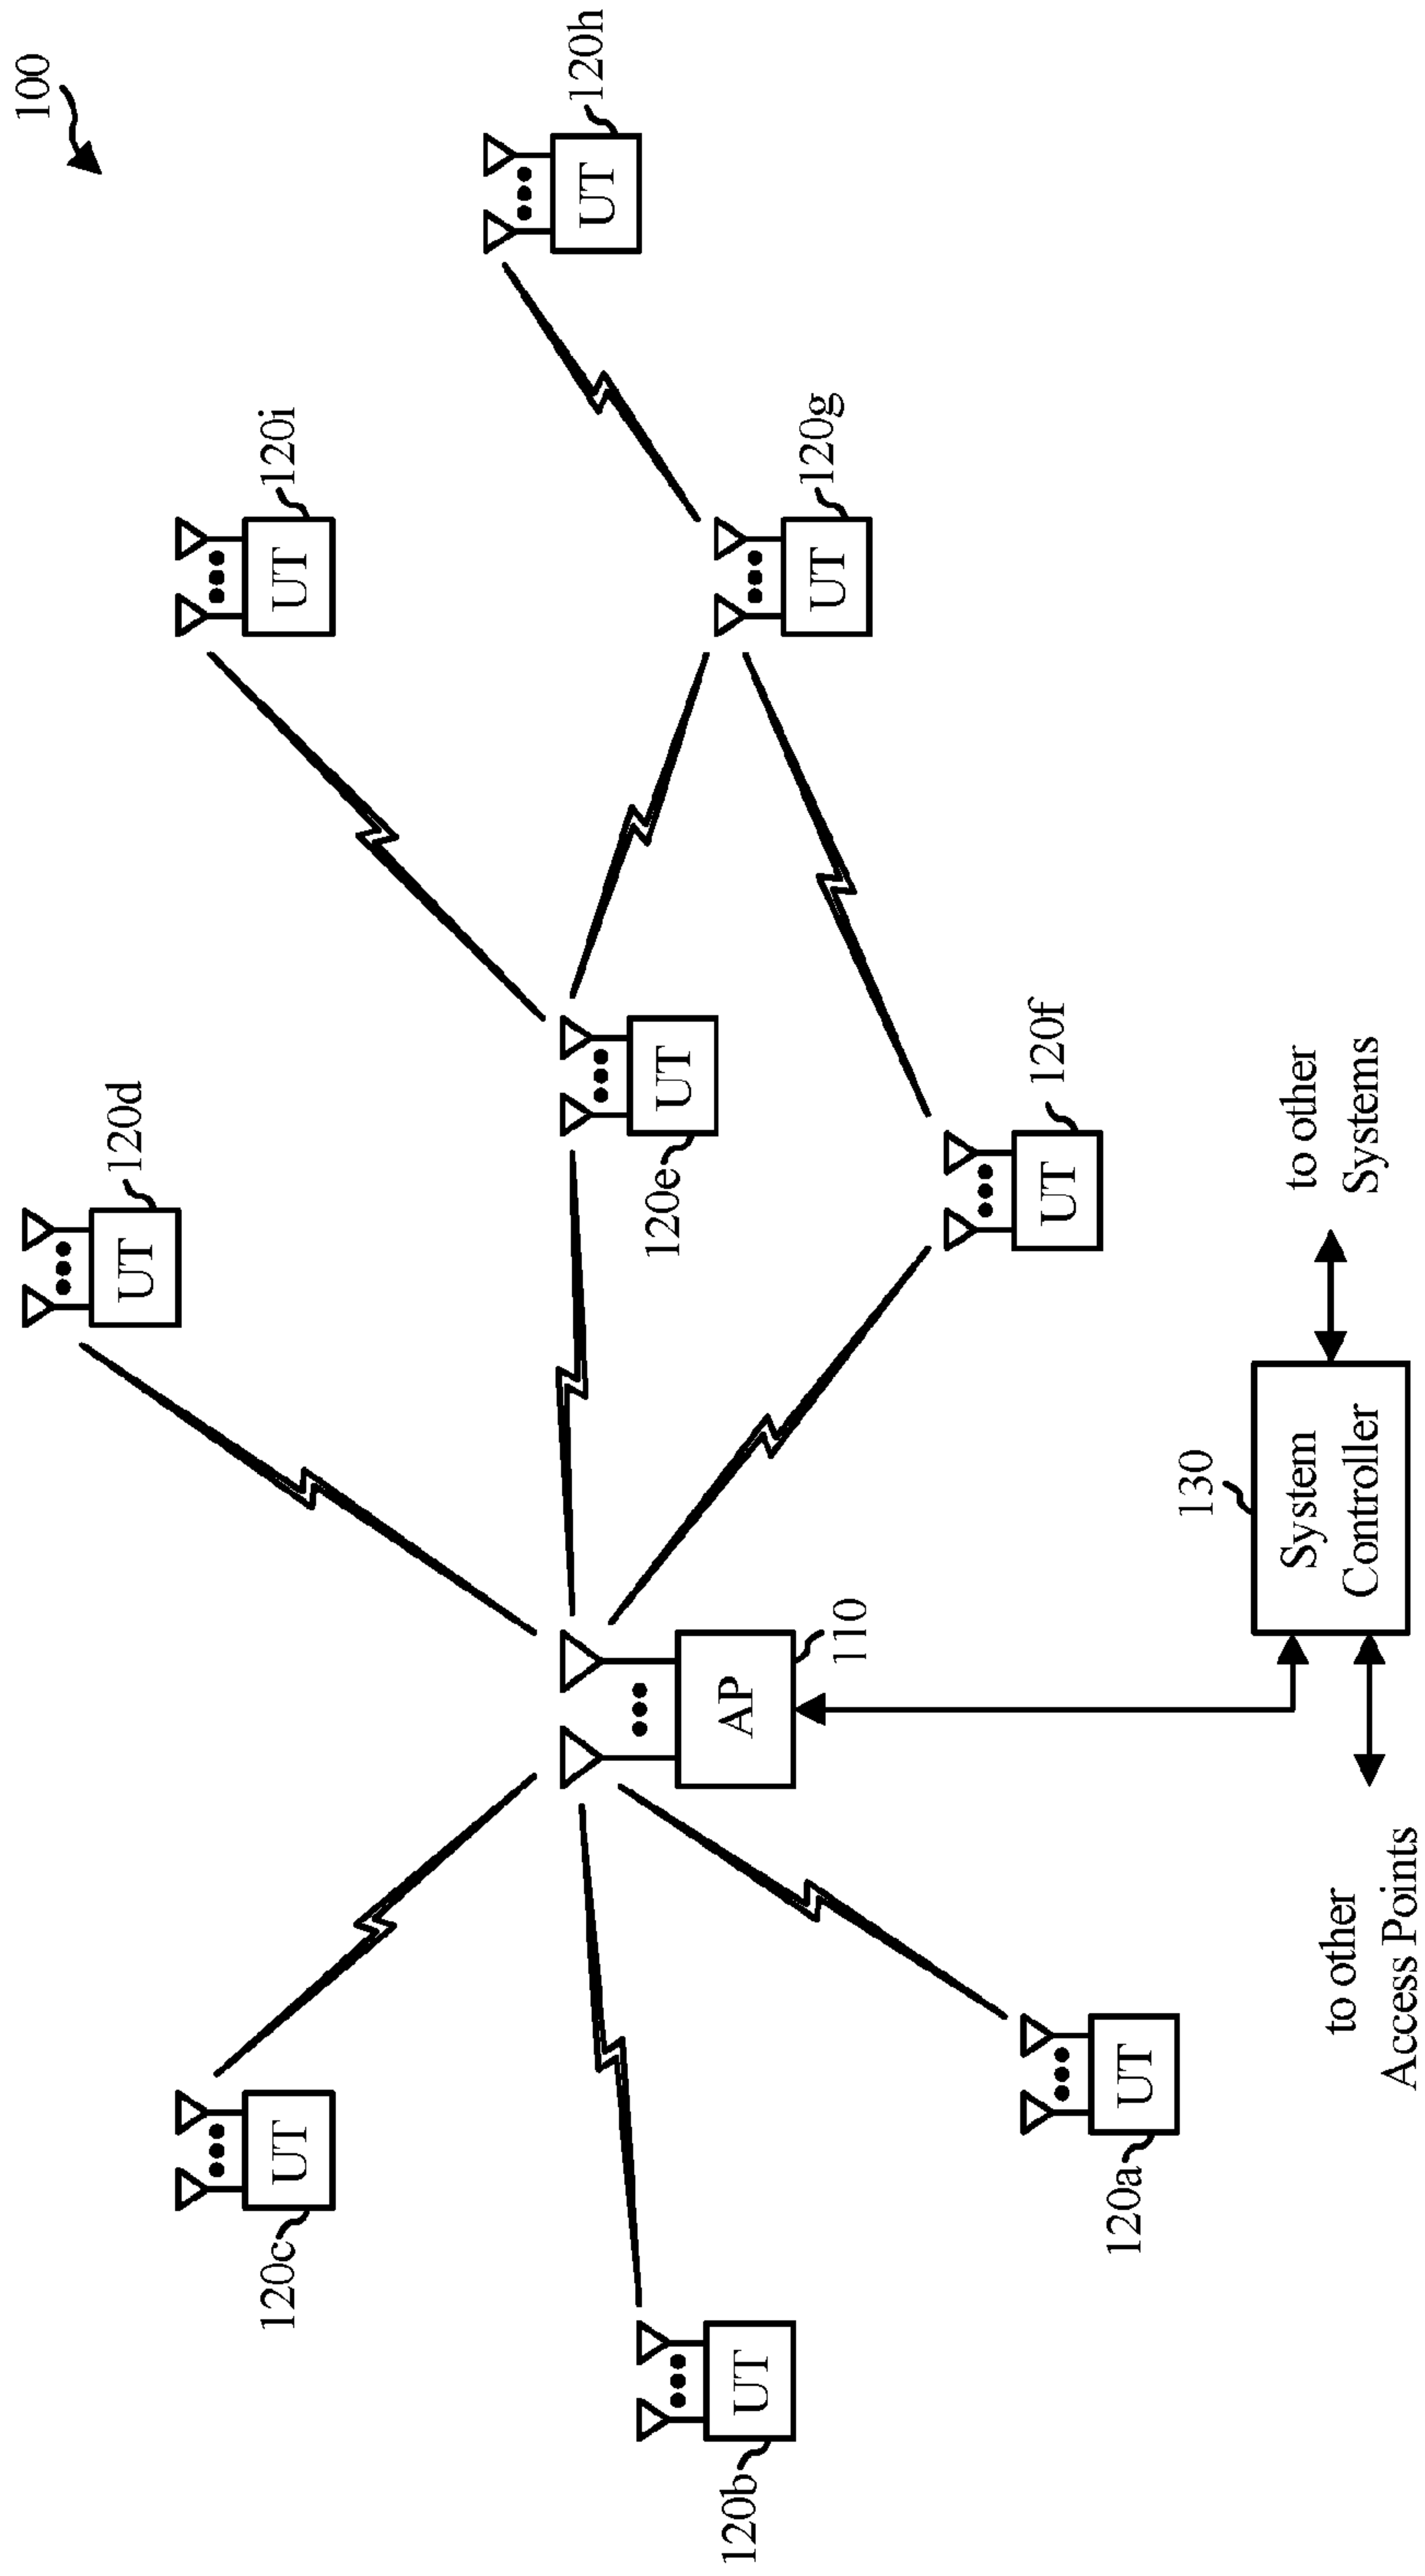 100
UT
120d
UT
120i
UT
120c
UT
120h
UT
120e
UT
120g
AP
110
UT
120b
UT
120f
UT
120a
130
System
Controller
to other
Access Points
to other
Systems